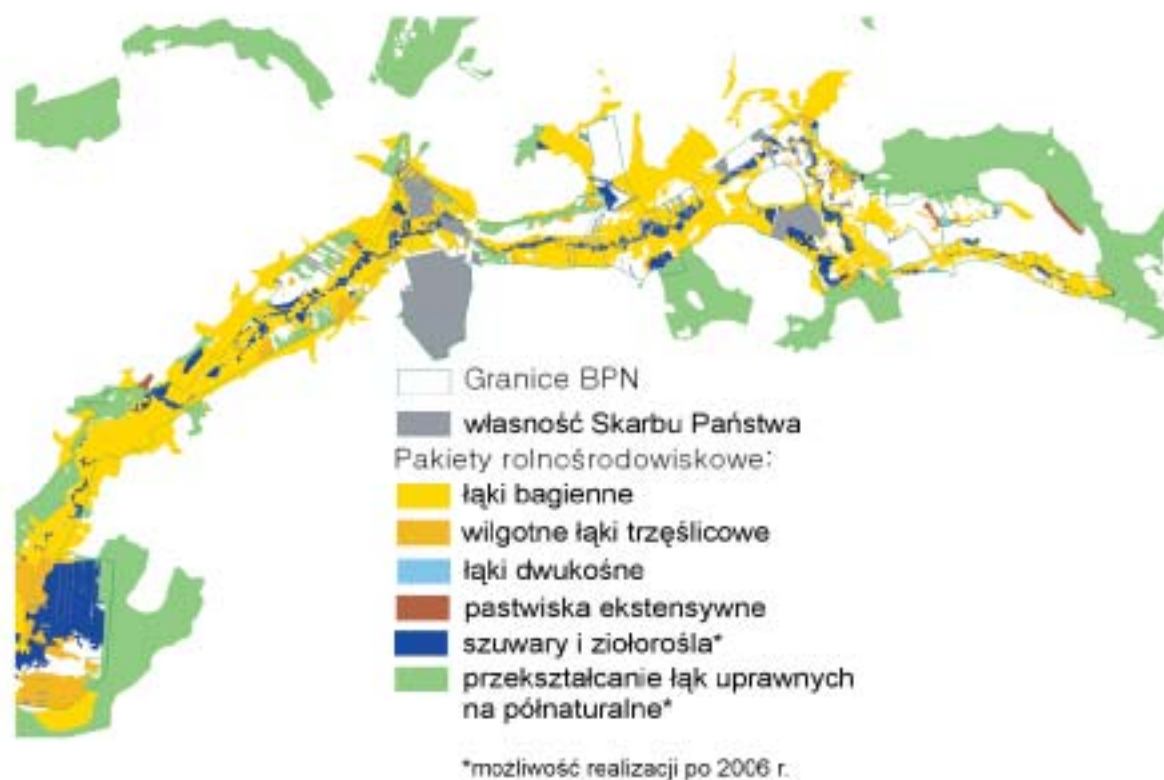 Granice BPN
własność Skarbu Państwa
Pakiety rolnośrodowiskowe:
łąki bagienne
wilgotne łąki trzęślicowe
łąki dwukośne
pastwiska ekstensywne
szuwary i ziołorośla*
przekształcanie łąk uprawnych
na półnaturalne*
*możliwość realizacji po 2006 r.